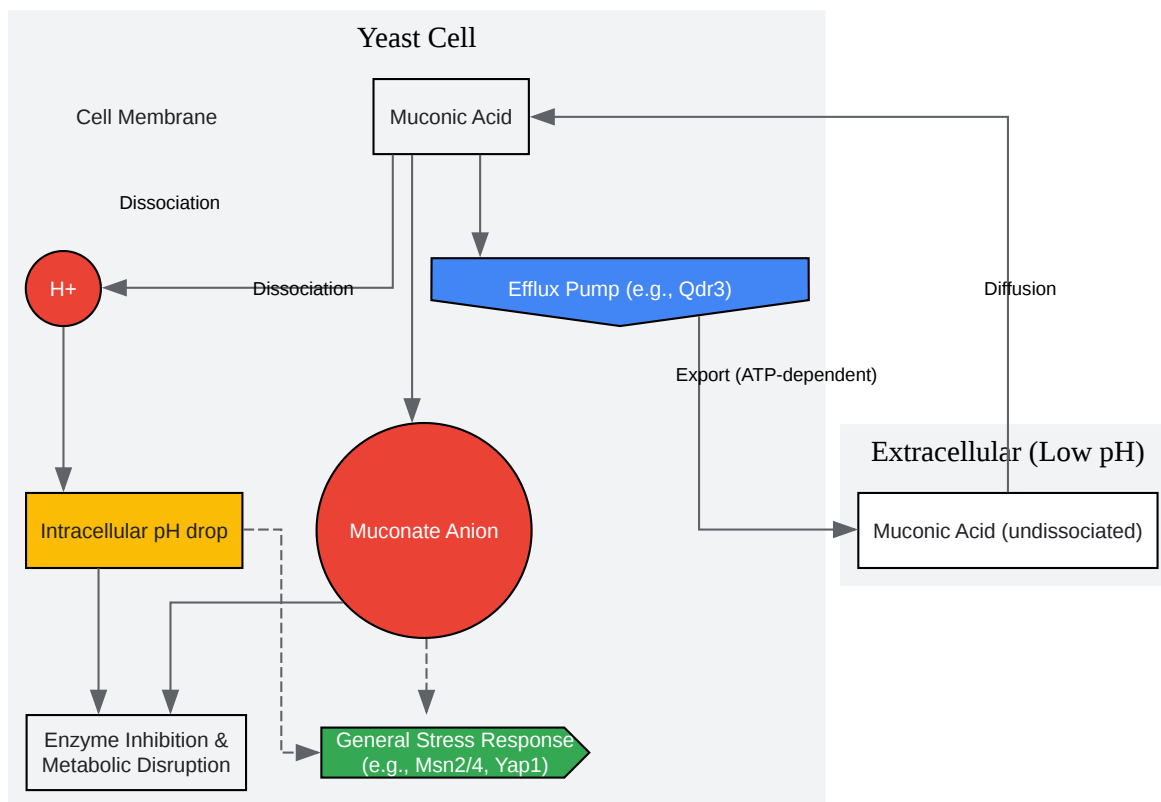 Yeast Cell
Cell Membrane
Muconic Acid
Dissociation
H+
Dissociation
Efflux Pump (e.g., Qdr3)
Diffusion
Export (ATP-dependent)
Extracellular (Low pH)
Intracellular pH drop
Muconate Anion
Muconic Acid (undissociated)
Enzyme Inhibition &
Metabolic Disruption
General Stress Response
(e.g., Msn2/4, Yap1)